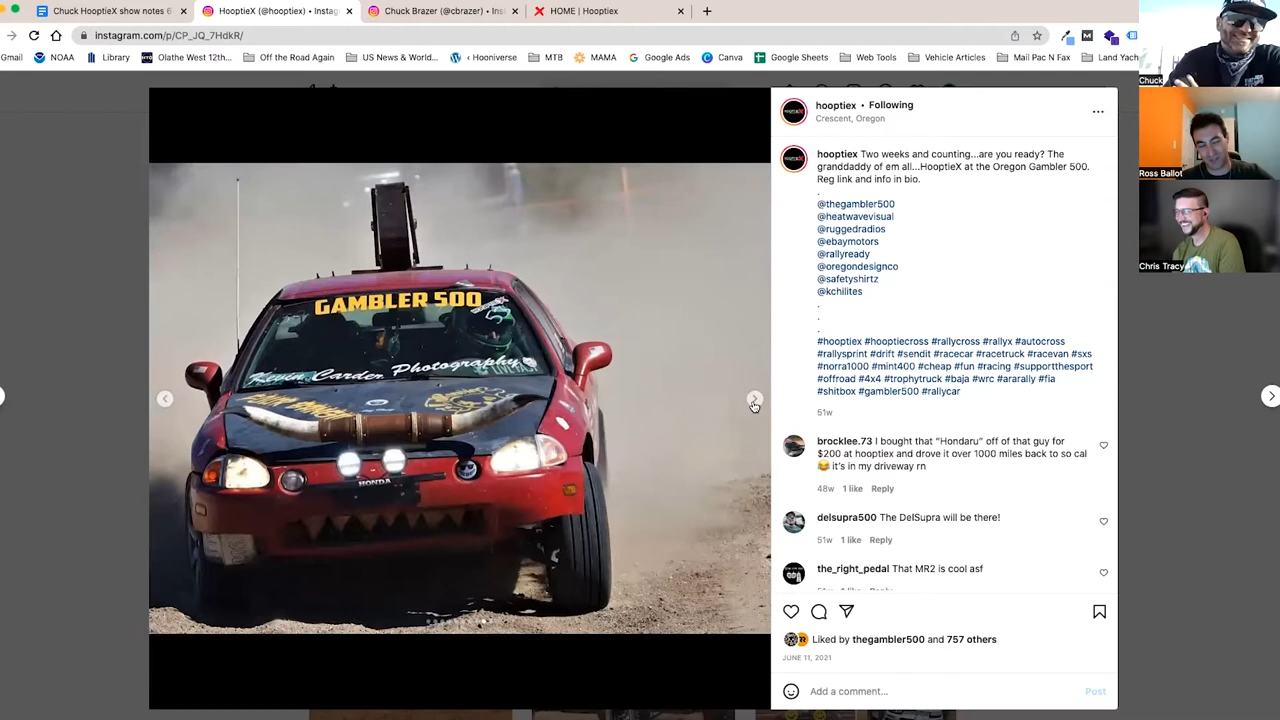 Chuck HooptieX show notes 6
HooptieX (@hooptiex) • Instag
Chuck Brazer (@cbrazer) • Ins
HOME | Hooptiex
instagram.com/p/CP_JQ_7HdkR/
Gmail
NOAA
Library
Olathe West 12th...
Off the Road Again
US News & World...
‹ Hooniverse
MTB
MAMA
Google Ads
Canva
Google Sheets
Web Tools
Vehicle Articles
Mail Pac N Fax
Land Yach
Chuck
Ross Ballot
Chris Tracy
GAMBLER 500
Kevin Carder Photography
HONDA
hooptiex • Following
Crescent, Oregon
hooptiex Two weeks and counting...are you ready? The
granddaddy of em all...HooptieX at the Oregon Gambler 500.
Reg link and info in bio.
.
@thegambler500
@heatwavevisual
@ruggedradios
@ebaymotors
@rallyready
@oregondesignco
@safetyshirtz
@kchilites
.
.
.
#hooptiex #hooptiecross #rallycross #rallyx #autocross
#rallysprint #drift #sendit #racecar #racetruck #racevan #sxs
#norra1000 #mint400 #cheap #fun #racing #supportthesport
#offroad #4x4 #trophytruck #baja #wrc #ararally #fia
#shitbox #gambler500 #rallycar
51w
brocklee.73 I bought that “Hondaru” off of that guy for
$200 at hooptiex and drove it over 1000 miles back to so cal
😂 it’s in my driveway rn
48w 1 like Reply
delsupra500 The DelSupra will be there!
51w 1 like Reply
the_right_pedal That MR2 is cool asf
Liked by thegambler500 and 757 others
JUNE 11, 2021
Add a comment...
Post